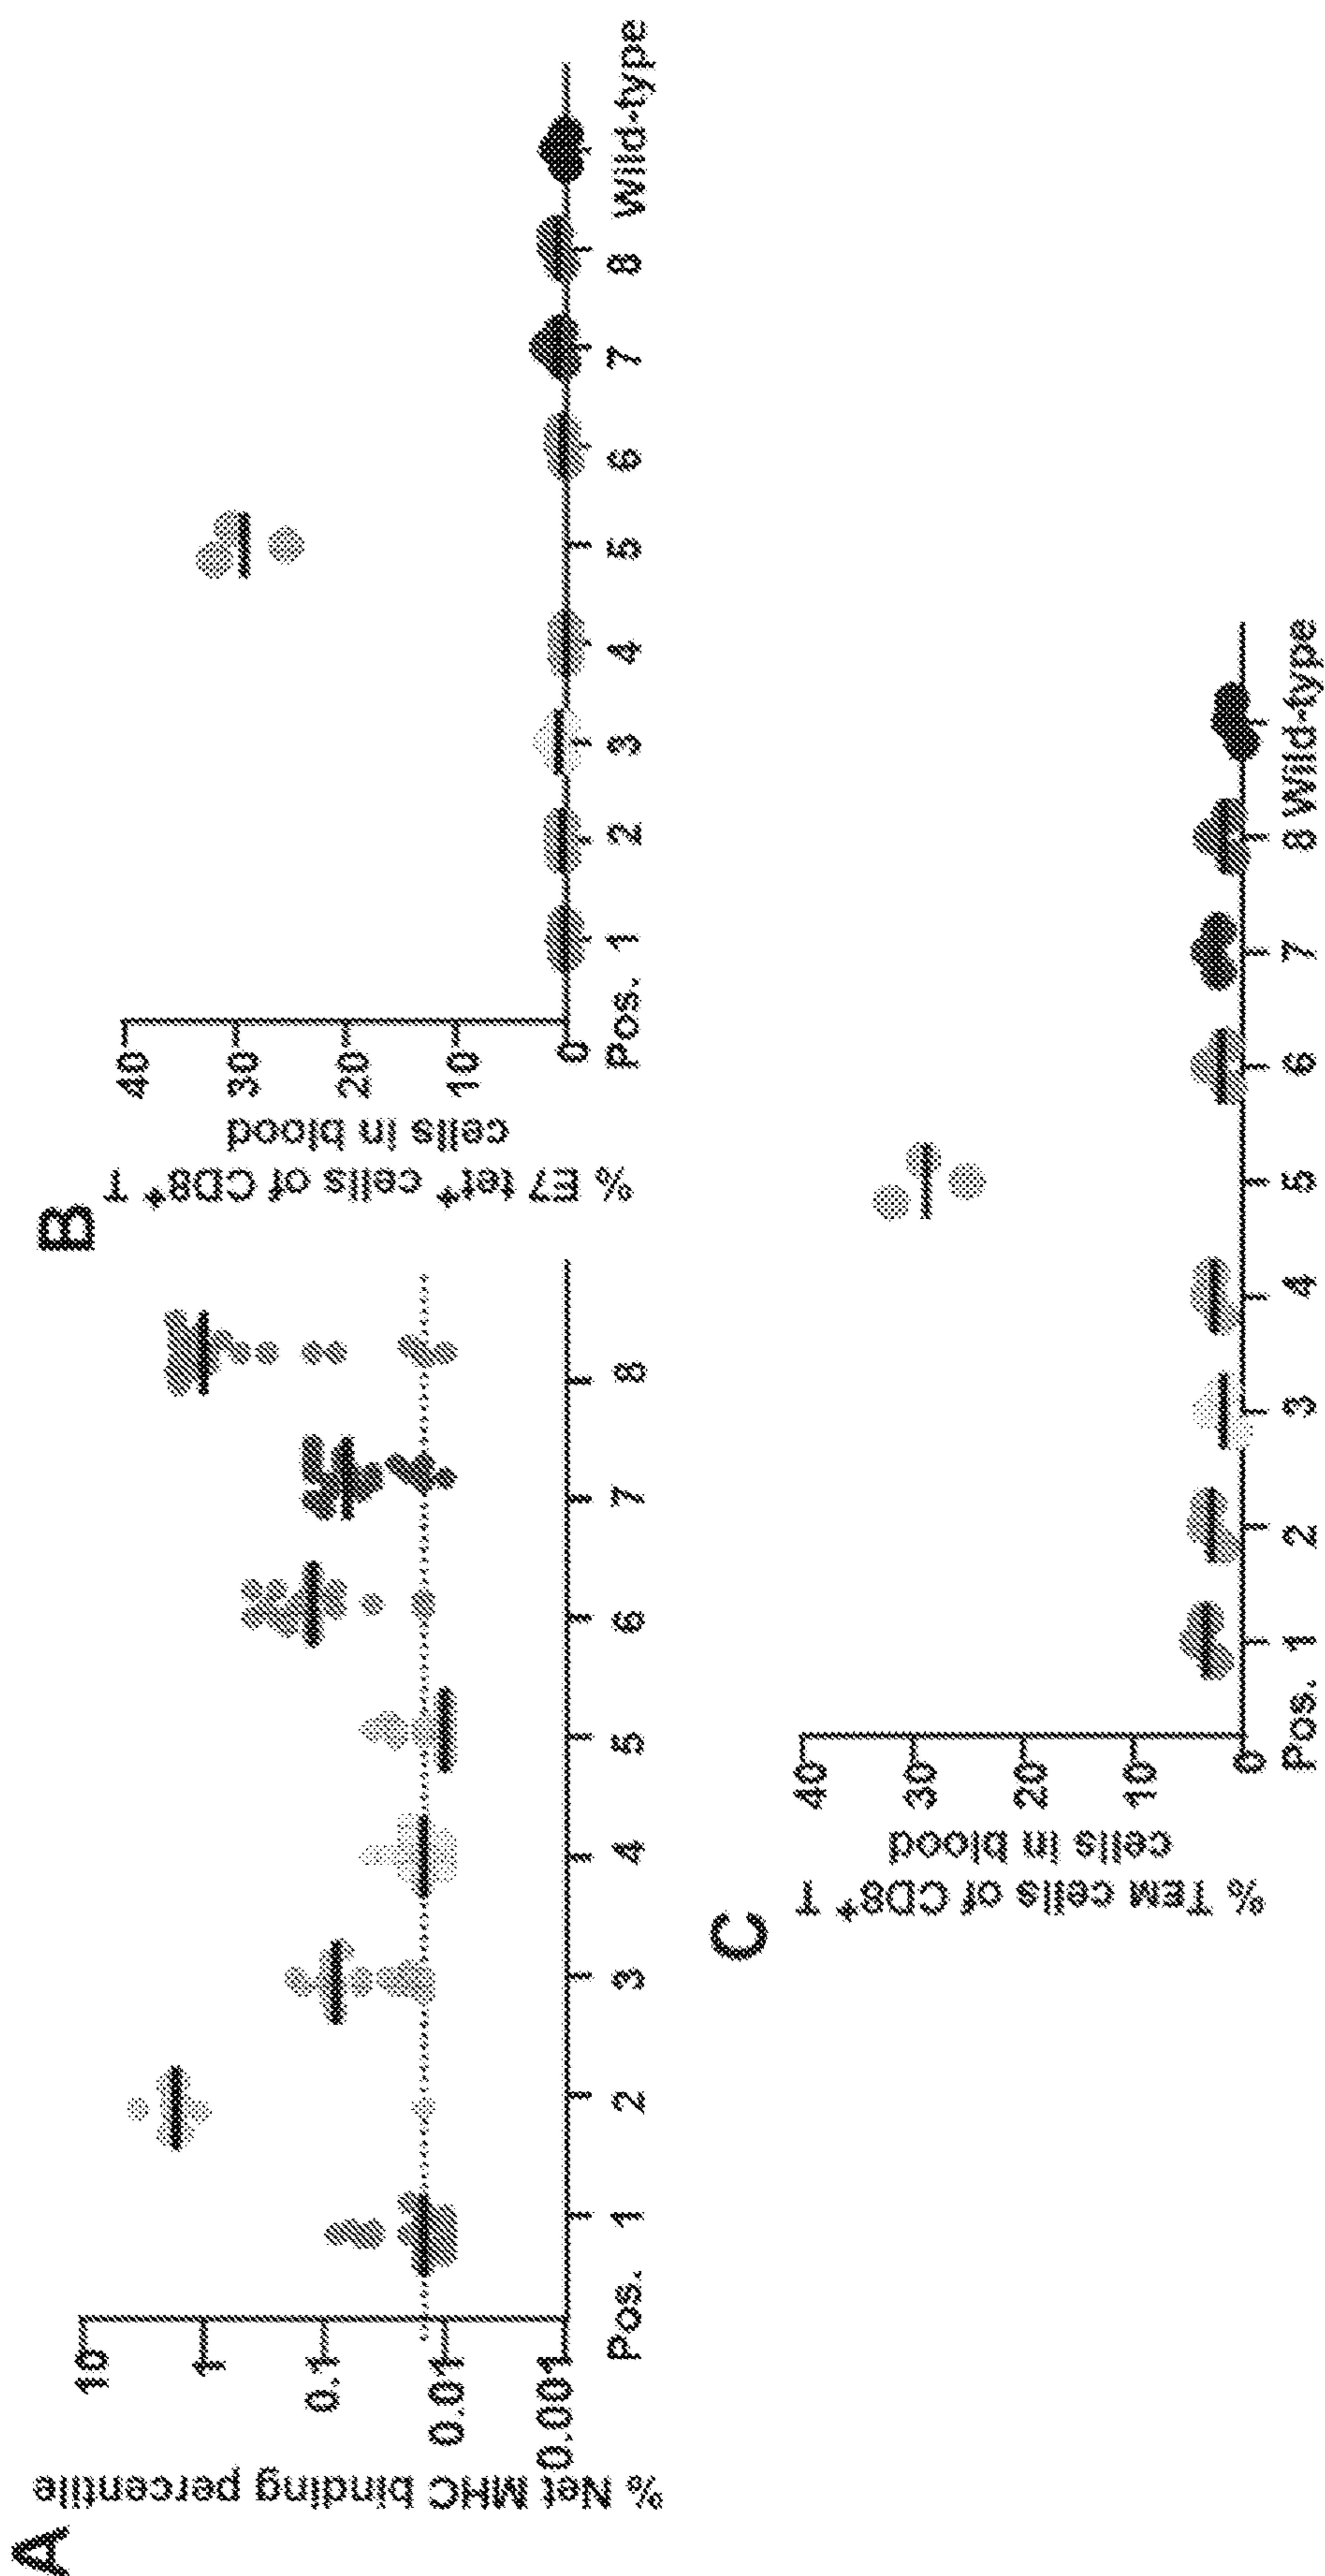 A
% Net MHC binding percentile
10
1
0.1
0.01
0.001
Pos. 1 2 3 4 5 6 7 8
B
% E7 tet+ cells of CD8+ T
cells in blood
40
30
20
10
0
Pos. 1 2 3 4 5 6 7 8 Wild-type
C
% TEM cells of CD8+ T
cells in blood
40
30
20
10
0
Pos. 1 2 3 4 5 6 7 8 Wild-type